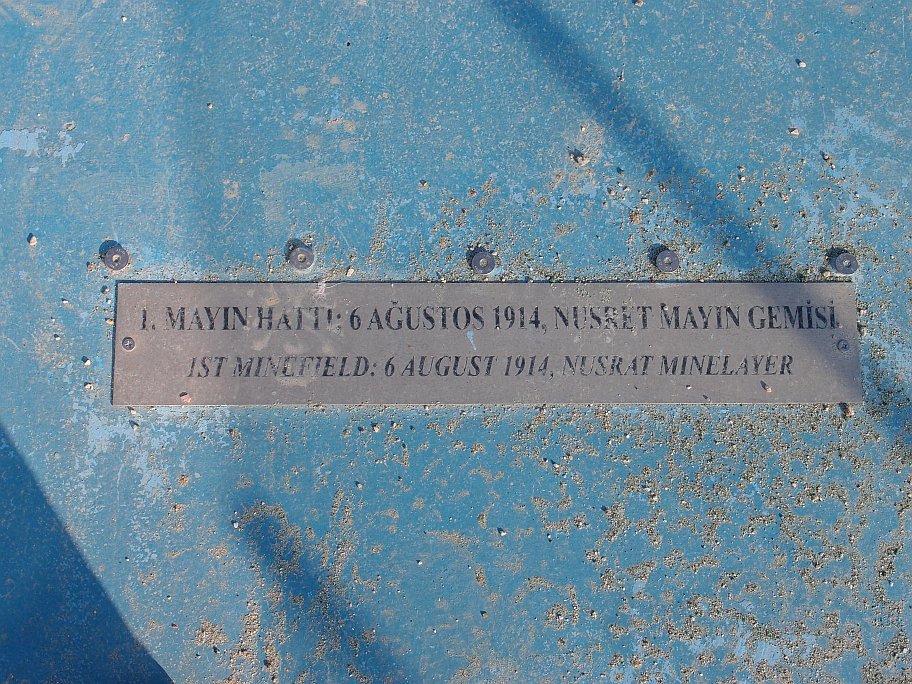 1. MAYIN HATTI: 6 AĞUSTOS 1914, NUSRET MAYIN GEMİSİ
1ST MINEFIELD: 6 AUGUST 1914, NUSRAT MINELAYER